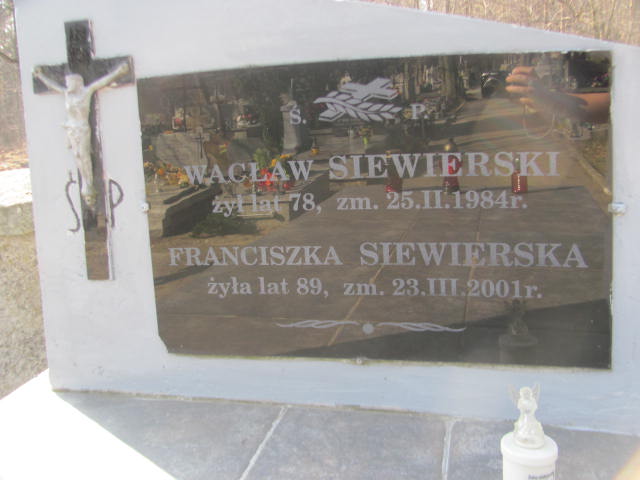 Ś. P.
WACŁAW SIEWIERSKI
żył lat 78, zm. 25.II.1984r.
FRANCISZKA SIEWIERSKA
żyła lat 89, zm. 23.III.2001r.
Ś P